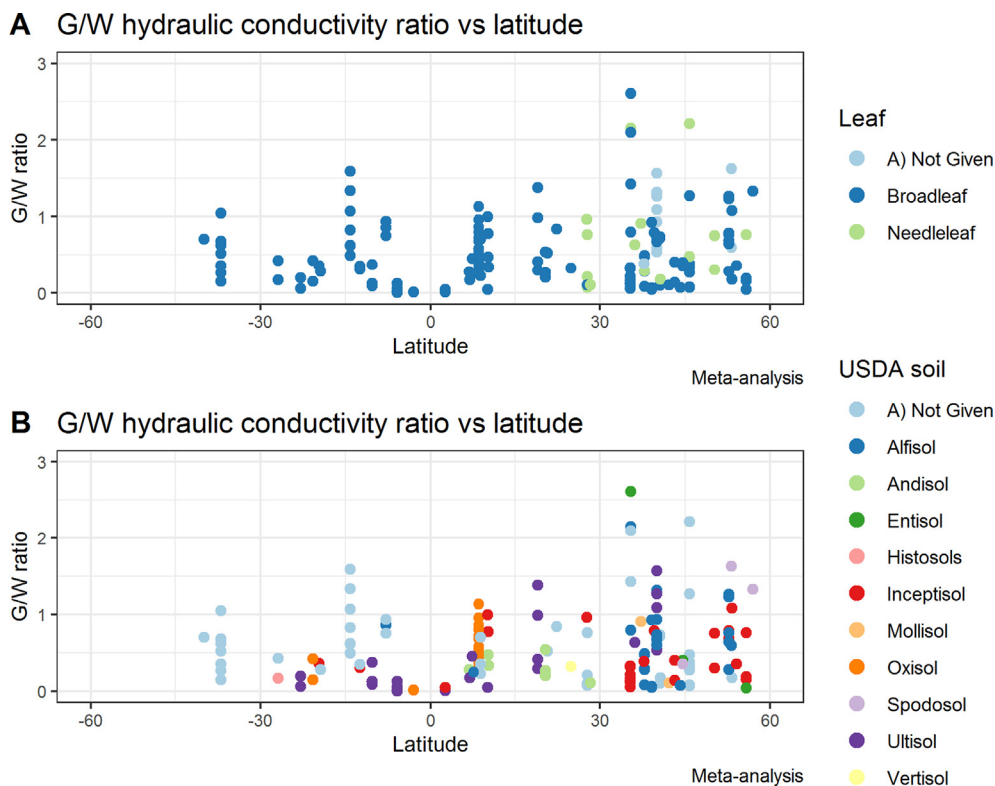 A G/W hydraulic conductivity ratio vs latitude
3
2
1
0
G/W ratio
-60 -30 0 30 60
Latitude
Meta-analysis
Leaf
A) Not Given
Broadleaf
Needleleaf
B G/W hydraulic conductivity ratio vs latitude
3
2
1
0
G/W ratio
-60 -30 0 30 60
Latitude
Meta-analysis
USDA soil
A) Not Given
Alfisol
Andisol
Entisol
Histosols
Inceptisol
Mollisol
Oxisol
Spodosol
Ultisol
Vertisol